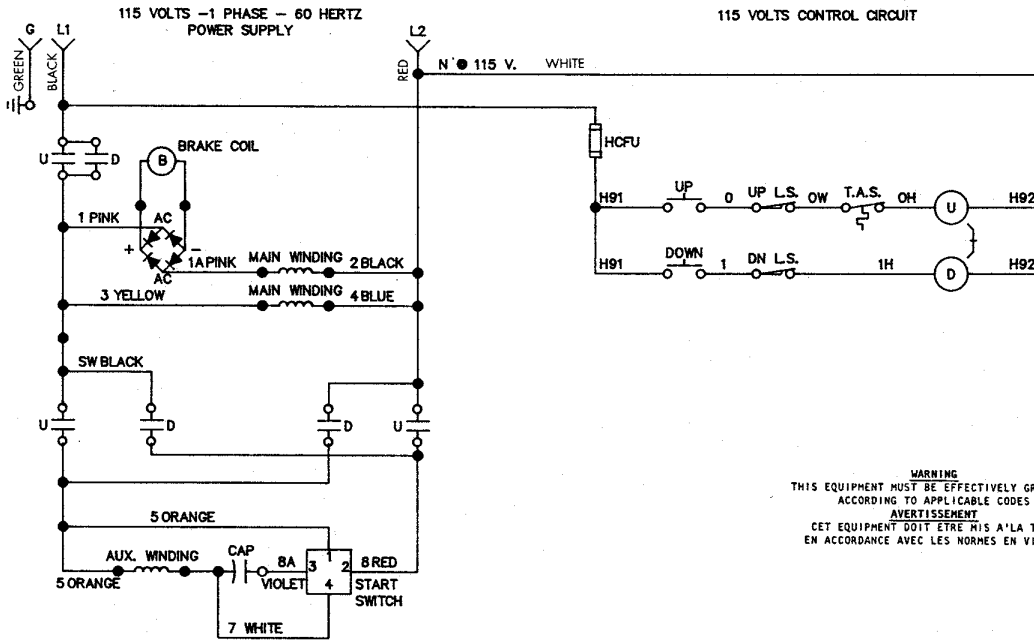 115 VOLTS -1 PHASE - 60 HERTZ
POWER SUPPLY
115 VOLTS CONTROL CIRCUIT
G L1 L2
GREEN
BLACK
RED
N @ 115 V. WHITE
HCFU
BRAKE COIL
U D
B
1 PINK
AC
+ -
AC
1A PINK
MAIN WINDING 2 BLACK
3 YELLOW
MAIN WINDING 4 BLUE
H91 UP 0 UP L.S. OW T.A.S. OH U H92
H91 DOWN 1 DN L.S. 1H D H92
SW BLACK
U D D U
5 ORANGE
AUX. WINDING CAP 8A 3 1 2 8 RED
5 ORANGE VIOLET 4 START
SWITCH
7 WHITE
WARNING
THIS EQUIPMENT MUST BE EFFECTIVELY GR
ACCORDING TO APPLICABLE CODES
AVERTISSEMENT
CET EQUIPMENT DOIT ETRE MIS A'LA T
EN ACCORDANCE AVEC LES NORMES EN VI